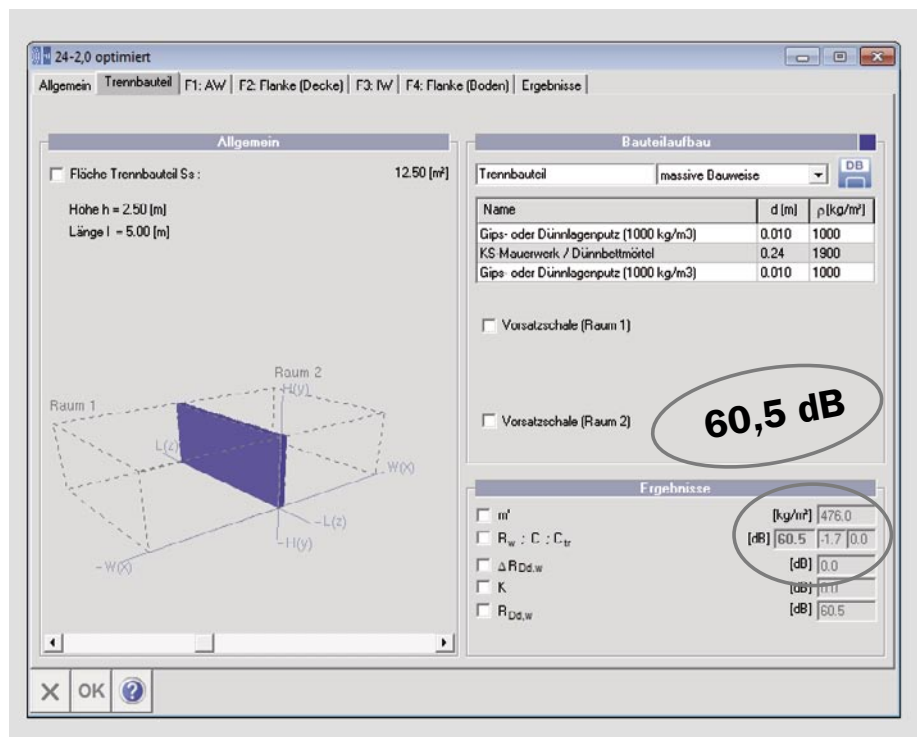 24-2,0 optimiert
Allgemein Trennbauteil F1: AW F2: Flanke (Decke) F3: IW F4: Flanke (Boden) Ergebnisse
Allgemein
Fläche Trennbauteil Ss : 12.50 [m²]
Höhe h = 2.50 [m]
Länge l = 5.00 [m]
Raum 2
H(y)
Raum 1
L(z)
W(x)
-L(z)
-H(y)
-W(x)
Bauteilaufbau
Trennbauteil massive Bauweise DB
Name d [m] ρ[kg/m³]
Gips- oder Dünnlagenputz (1000 kg/m3) 0.010 1000
KS-Mauerwerk / Dünnbettmörtel 0.24 1900
Gips- oder Dünnlagenputz (1000 kg/m3) 0.010 1000
Vorsatzschale (Raum 1)
Vorsatzschale (Raum 2)
60,5 dB
Ergebnisse
m' [kg/m²] 476.0
Rw : C : Ctr [dB] 60.5 -1.7 0.0
ΔRDd,w [dB] 0.0
K [dB] 0.0
RDd,w [dB] 60.5
OK ?